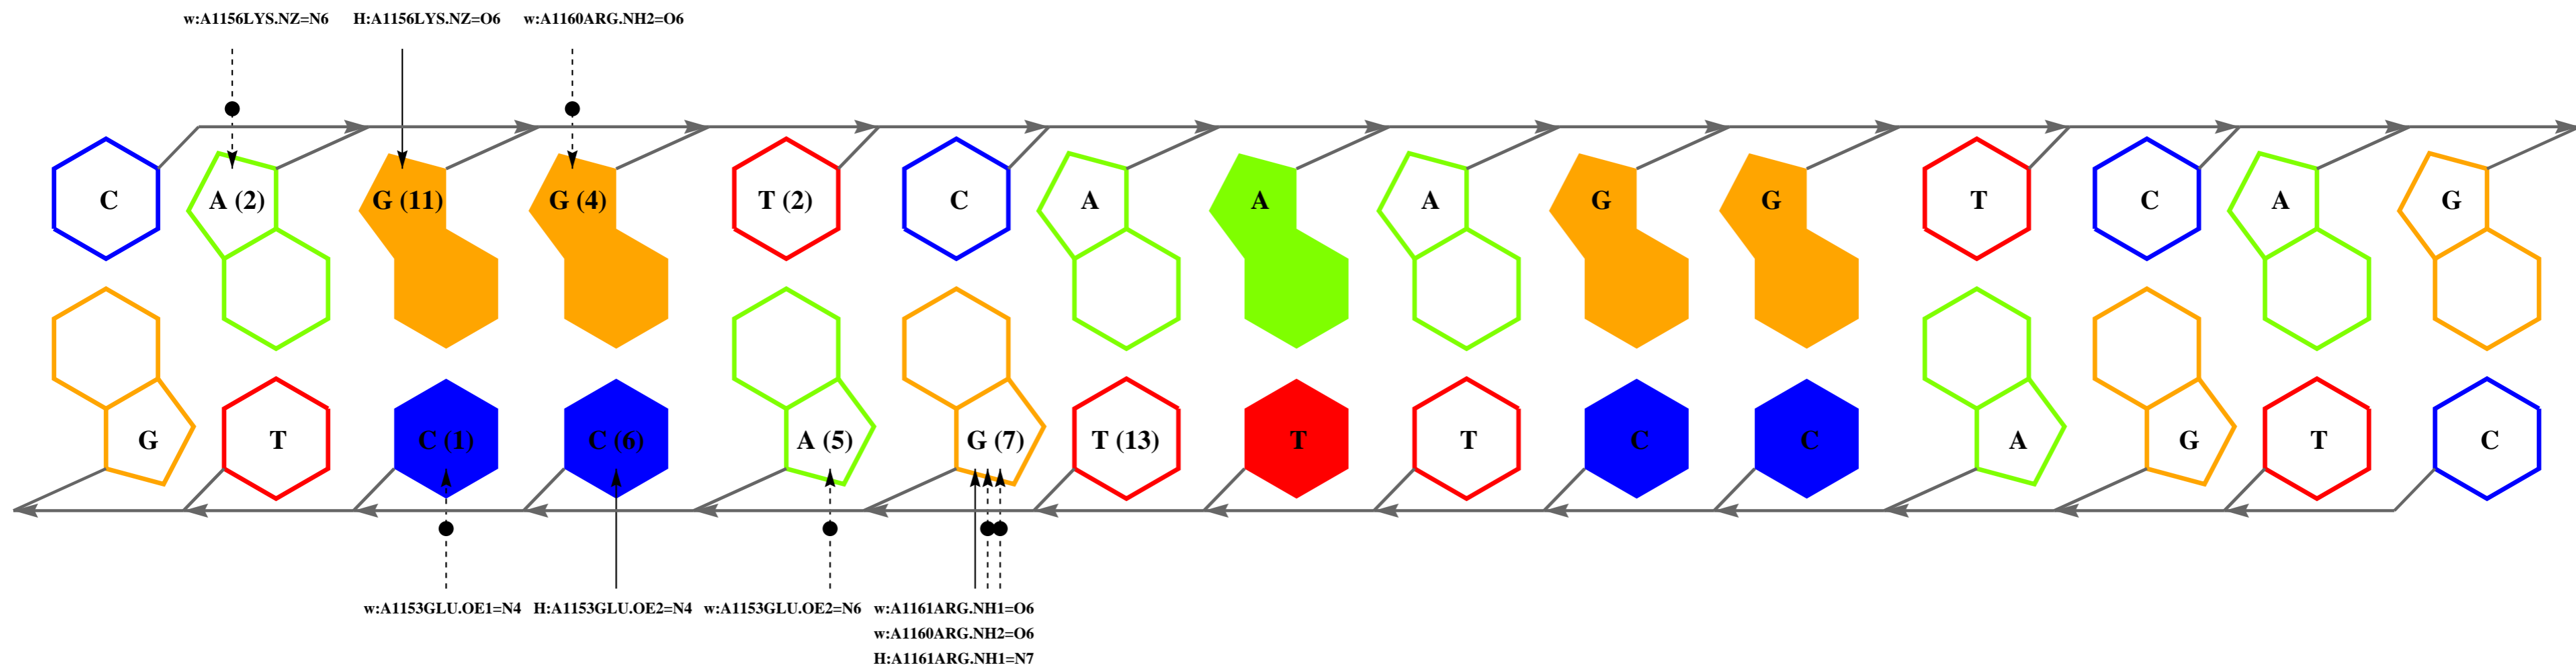 w:A1156LYS.NZ=N6 H:A1156LYS.NZ=O6 w:A1160ARG.NH2=O6
C A (2) G (11) G (4) T (2) C A A A G G T C A G
G T C (1) C (6) A (5) G (7) T (13) T T C C A G T C
w:A1153GLU.OE1=N4 H:A1153GLU.OE2=N4 w:A1153GLU.OE2=N6 w:A1161ARG.NH1=O6
w:A1160ARG.NH2=O6
H:A1161ARG.NH1=N7